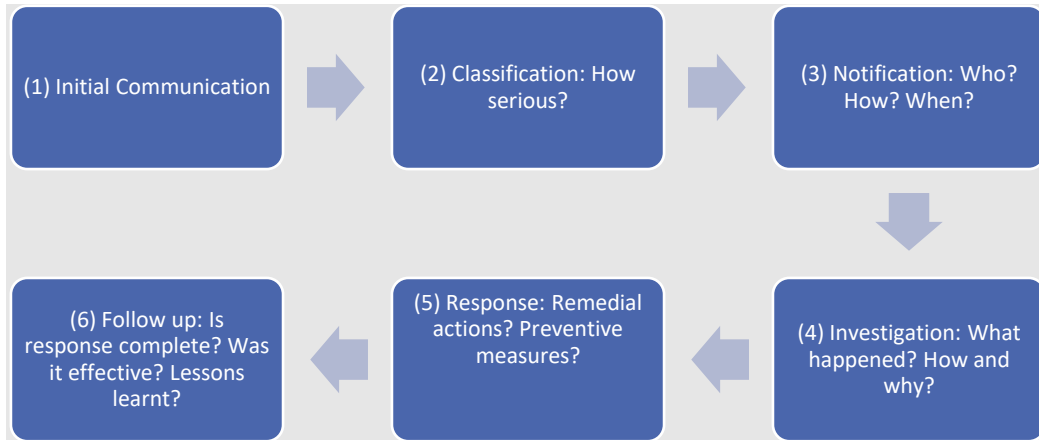 (1) Initial Communication
(2) Classification: How
serious?
(3) Notification: Who?
How? When?
(4) Investigation: What
happened? How and
why?
(5) Response: Remedial
actions? Preventive
measures?
(6) Follow up: Is
response complete? Was
it effective? Lessons
learnt?